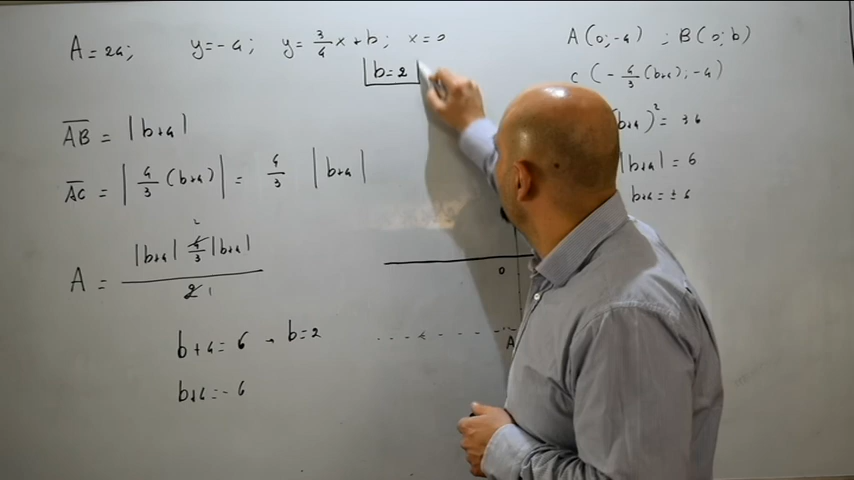 A = 24; y = -4; y = 3/4 x + b; x = 0
b = 2
A (0; -4) ; B (0; b)
C (- 4/3 (b+4); -4)
AB = |b+4|
b+4)² = 36
AC = |4/3 (b+4)| = 4/3 |b+4|
|b+4| = 6
b+4 = ± 6
A = |b+4| 4/3 |b+4| / 2
2
1
0
A
b+4 = 6 → b = 2
b+4 = - 6